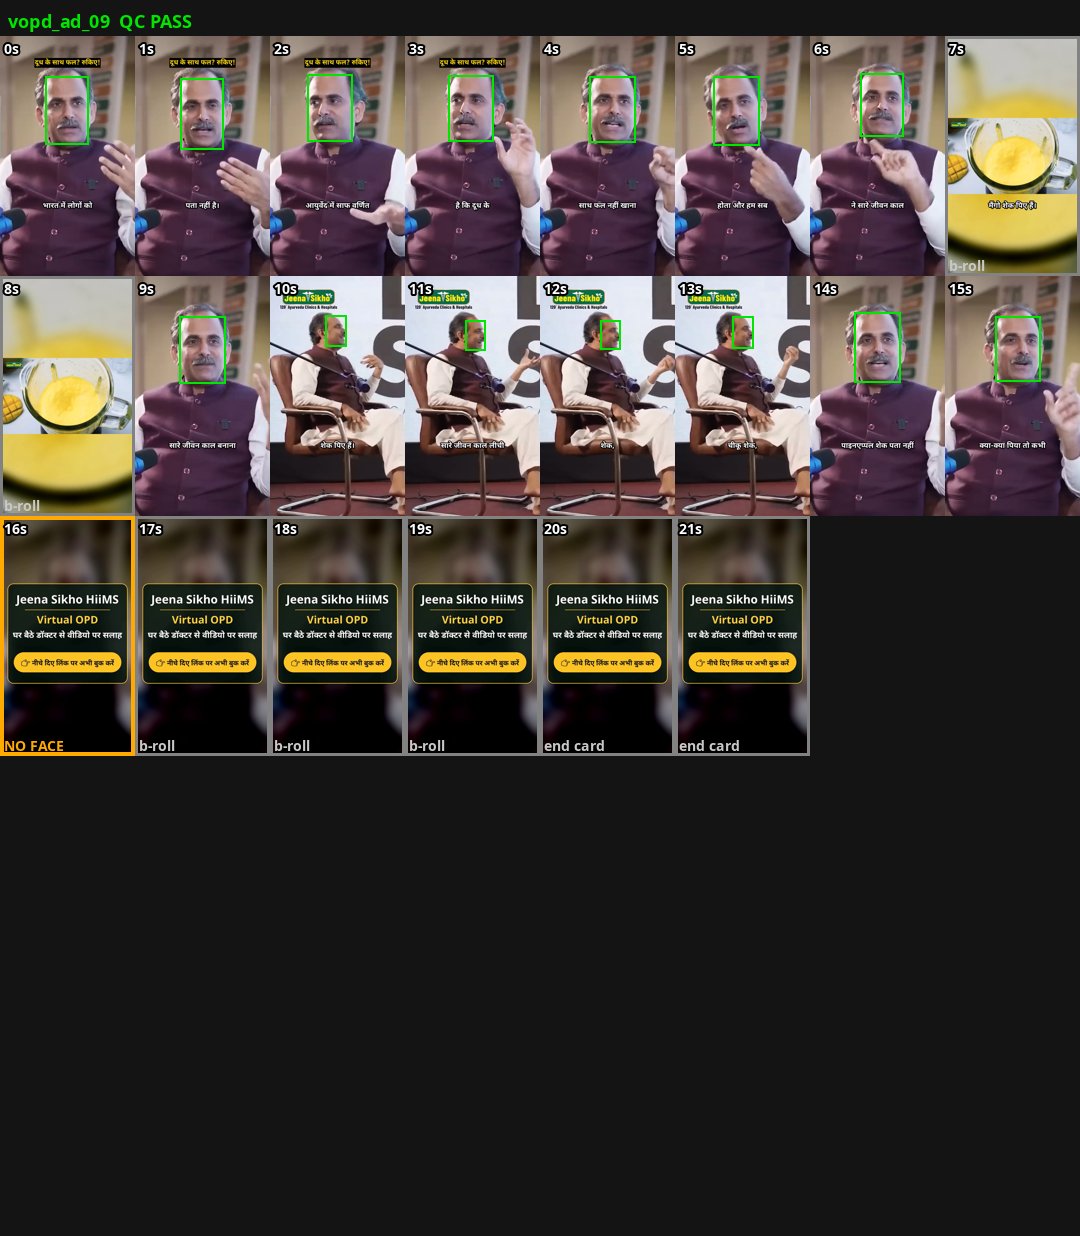 vopd_ad_09 QC PASS
0s
दूध के साथ फल? रुकिए!
भारत में लोगों को
1s
दूध के साथ फल? रुकिए!
पता नहीं है।
2s
दूध के साथ फल? रुकिए!
आयुर्वेद में साफ वर्णित
3s
दूध के साथ फल? रुकिए!
है कि दूध के
4s
साथ फल नहीं खाना
5s
होता और हम सब
6s
ने सारे जीवन काल
7s
मैंगो शेक पिए हैं।
b-roll
8s
b-roll
9s
सारे जीवन काल बनाना
10s
Jeena Sikho
शेक पिए हैं।
11s
Jeena Sikho
सारे जीवन काल लीची
12s
Jeena Sikho
शेक,
13s
Jeena Sikho
चीकू शेक,
14s
पाइनएप्पल शेक पता नहीं
15s
क्या-क्या पिया तो कभी
16s
Jeena Sikho HiiMS
Virtual OPD
घर बैठे डॉक्टर से वीडियो पर सलाह
👉 नीचे दिए लिंक पर अभी बुक करें
NO FACE
17s
Jeena Sikho HiiMS
Virtual OPD
घर बैठे डॉक्टर से वीडियो पर सलाह
👉 नीचे दिए लिंक पर अभी बुक करें
b-roll
18s
Jeena Sikho HiiMS
Virtual OPD
घर बैठे डॉक्टर से वीडियो पर सलाह
👉 नीचे दिए लिंक पर अभी बुक करें
b-roll
19s
Jeena Sikho HiiMS
Virtual OPD
घर बैठे डॉक्टर से वीडियो पर सलाह
👉 नीचे दिए लिंक पर अभी बुक करें
b-roll
20s
Jeena Sikho HiiMS
Virtual OPD
घर बैठे डॉक्टर से वीडियो पर सलाह
👉 नीचे दिए लिंक पर अभी बुक करें
end card
21s
Jeena Sikho HiiMS
Virtual OPD
घर बैठे डॉक्टर से वीडियो पर सलाह
👉 नीचे दिए लिंक पर अभी बुक करें
end card